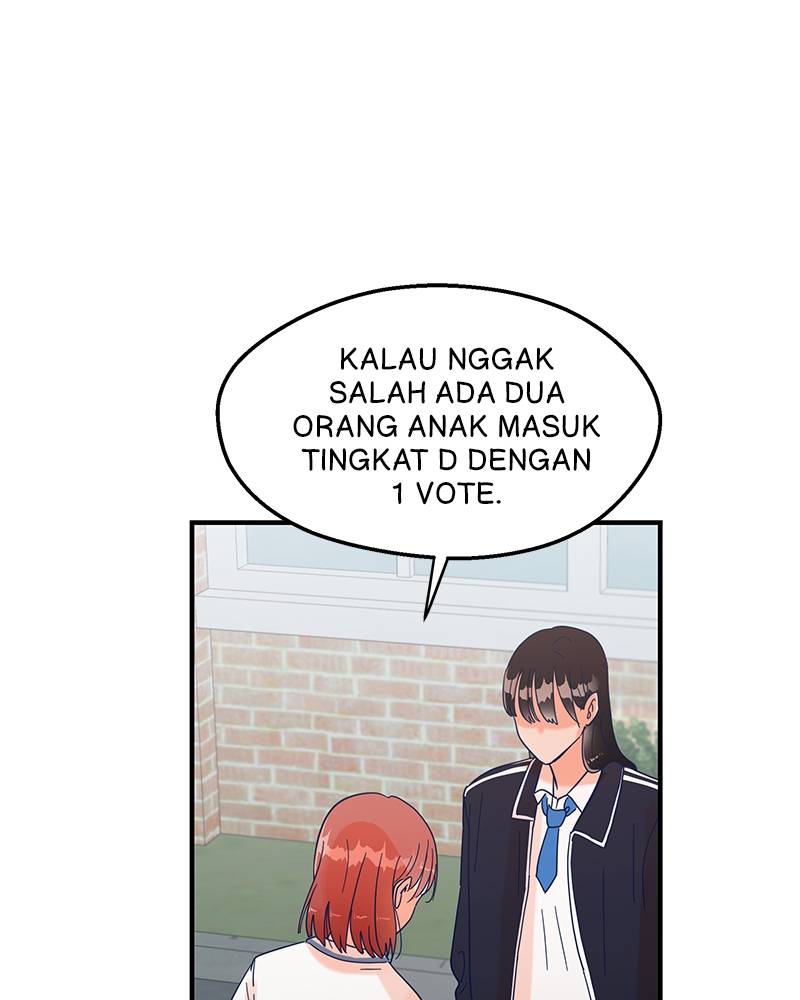 KALAU NGGAK
SALAH ADA DUA
ORANG ANAK MASUK
TINGKAT D DENGAN
1 VOTE.